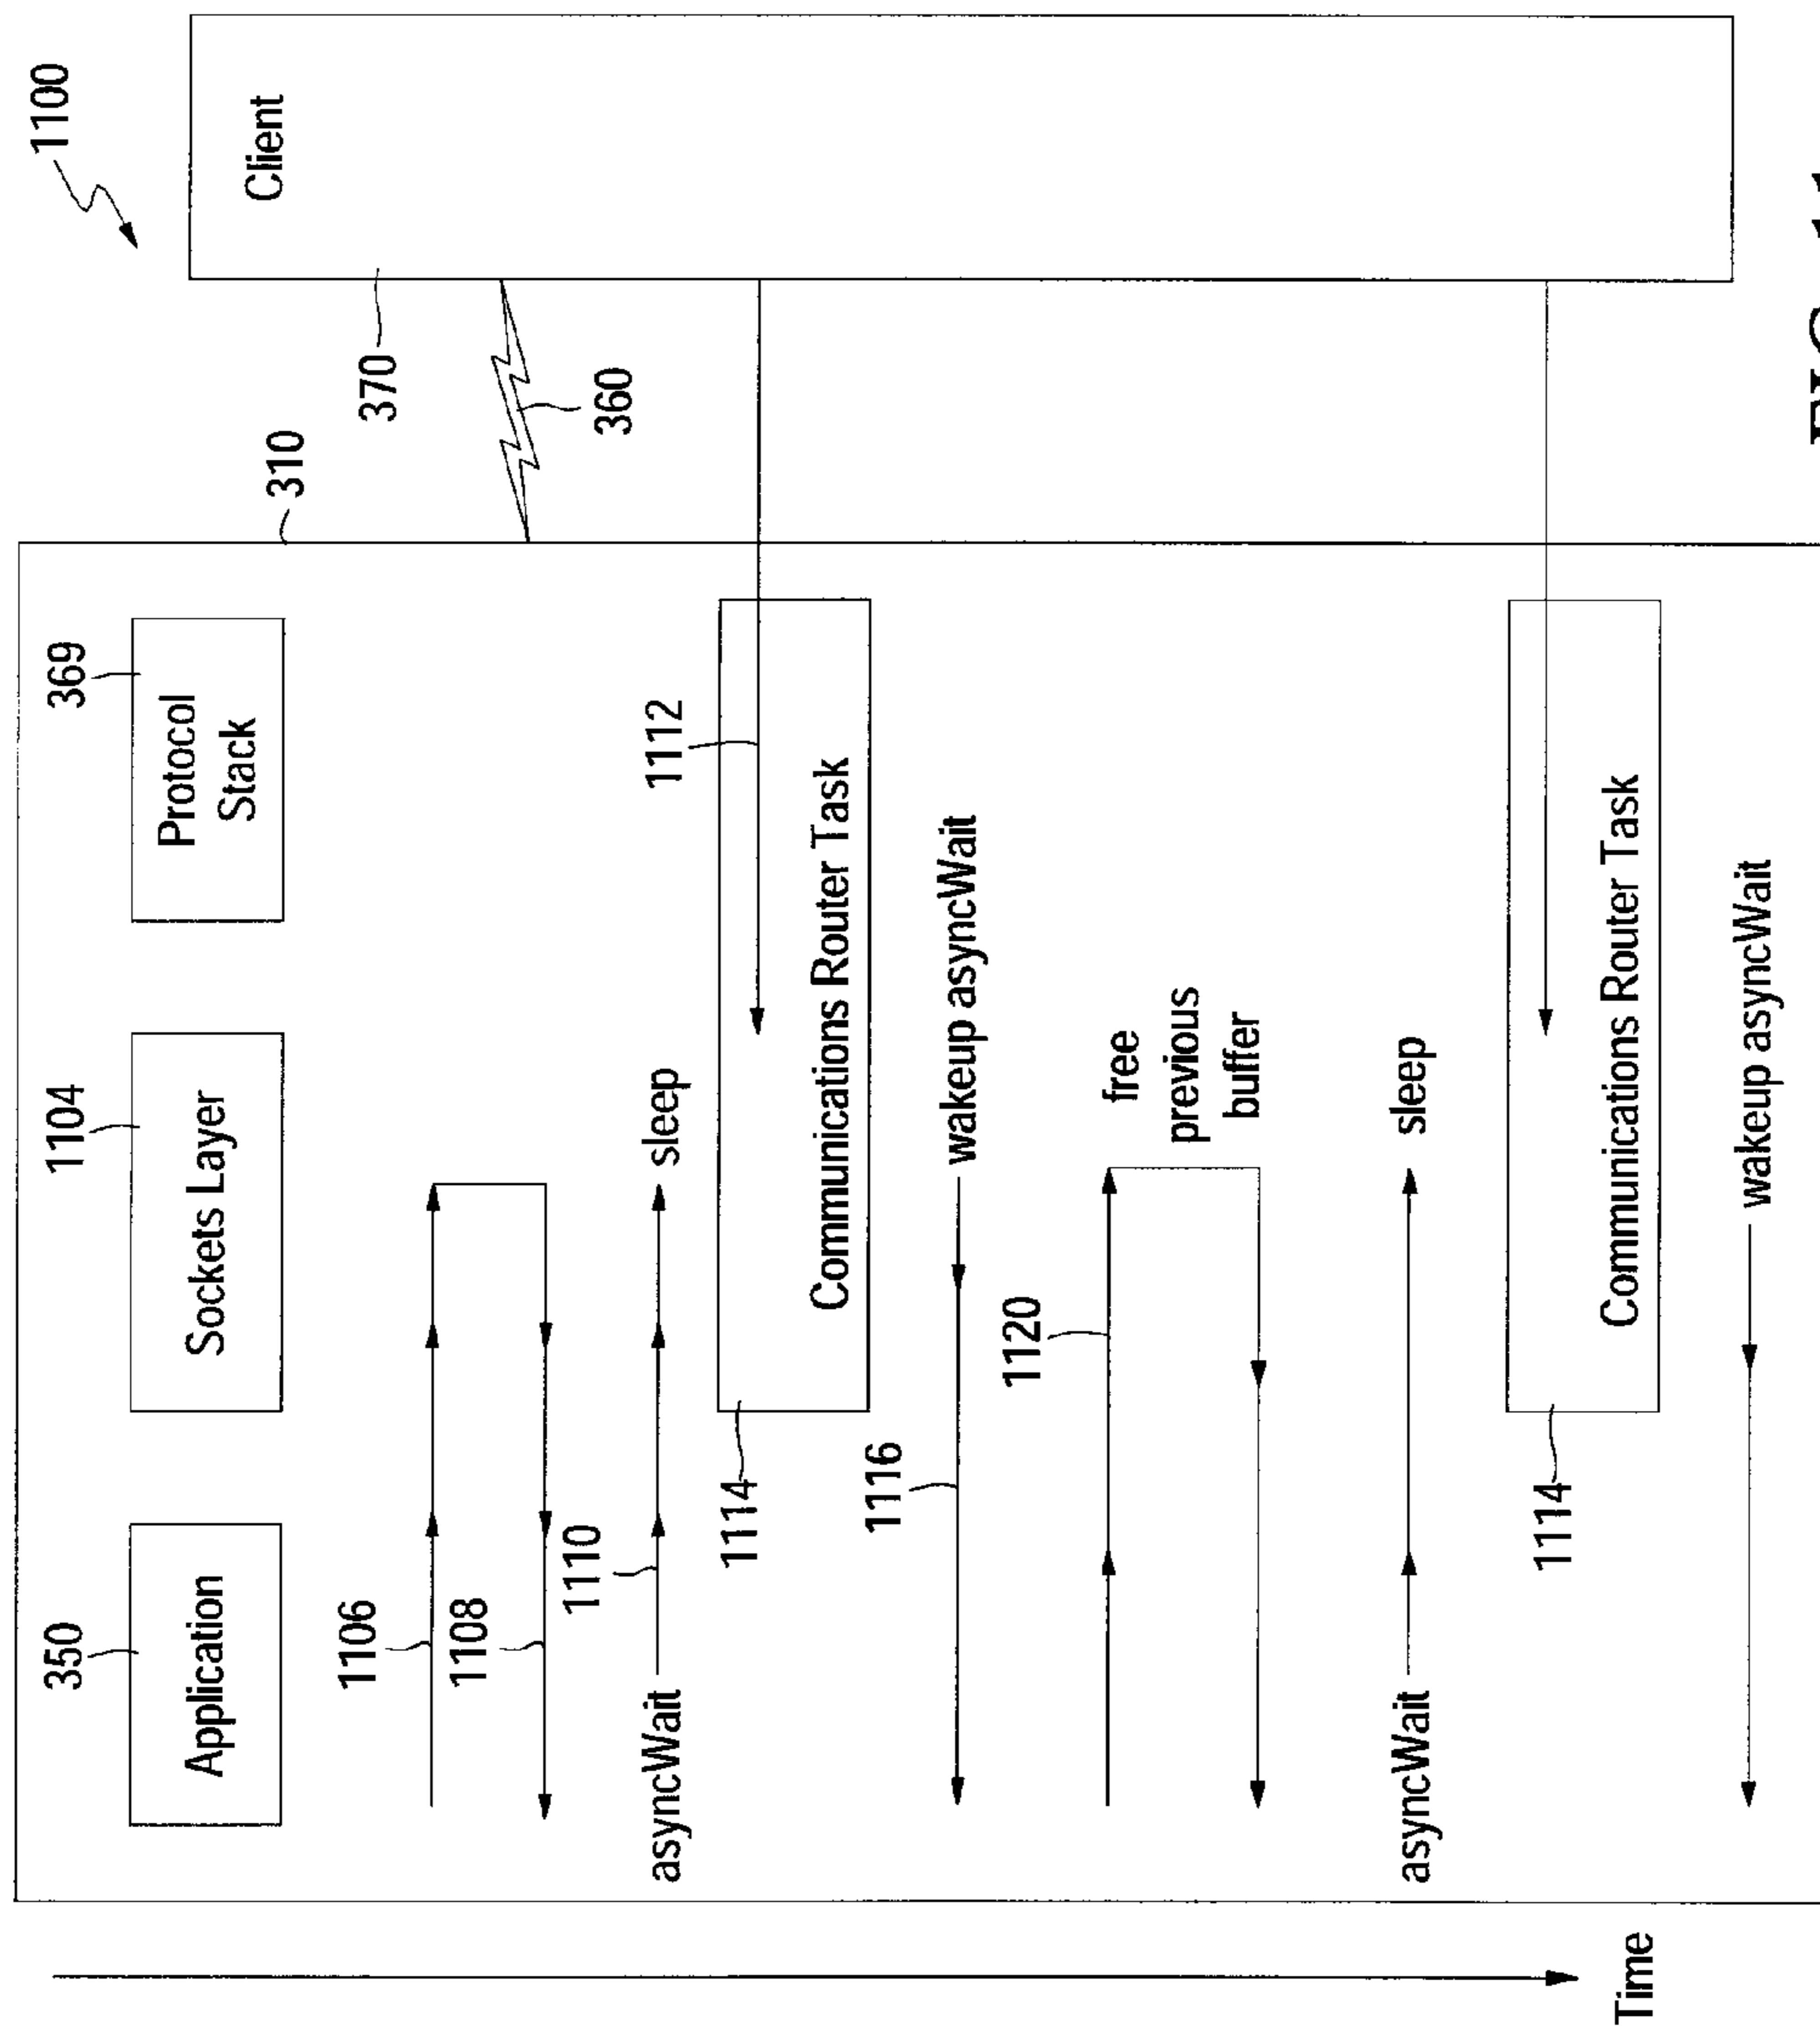 1100
Client
370
310
360
369
Protocol
Stack
1104
Sockets Layer
350
Application
1106
1108
1110
asyncWait
sleep
1112
Communications Router Task
1114
1116
wakeup asyncWait
1120
free
previous
buffer
asyncWait
sleep
Communications Router Task
1114
wakeup asyncWait
Time